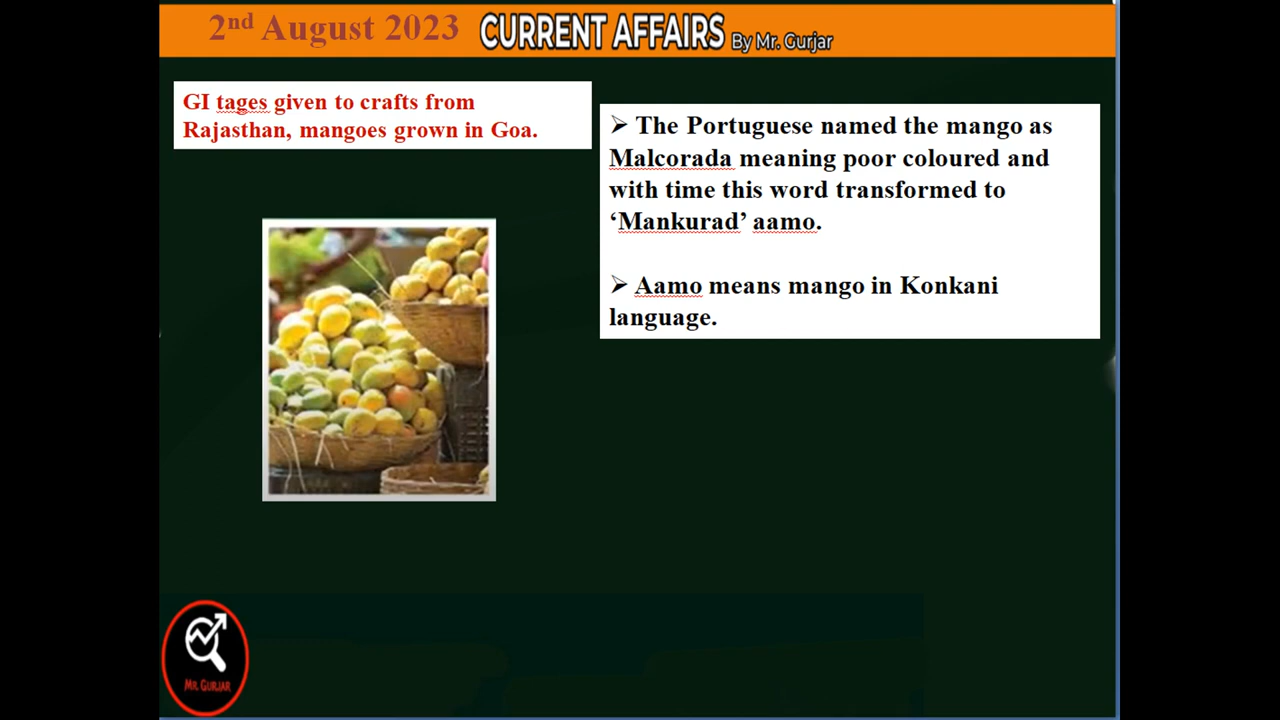 2nd August 2023 CURRENT AFFAIRS By Mr. Gurjar
GI tages given to crafts from
Rajasthan, mangoes grown in Goa.
➢ The Portuguese named the mango as
Malcorada meaning poor coloured and
with time this word transformed to
‘Mankurad’ aamo.
➢ Aamo means mango in Konkani
language.
MR. GURJAR